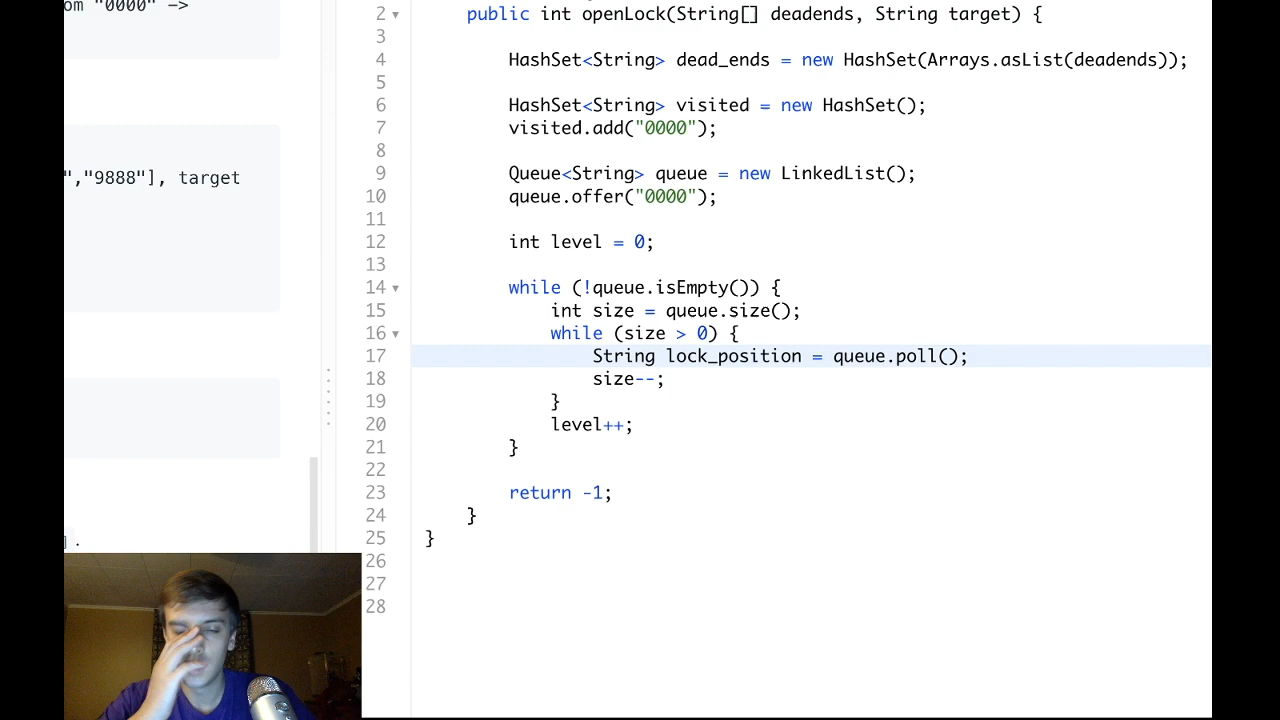 om "0000" ->
","9888"], target
].
2 public int openLock(String[] deadends, String target) {
3
4 HashSet<String> dead_ends = new HashSet(Arrays.asList(deadends));
5
6 HashSet<String> visited = new HashSet();
7 visited.add("0000");
8
9 Queue<String> queue = new LinkedList();
10 queue.offer("0000");
11
12 int level = 0;
13
14 while (!queue.isEmpty()) {
15 int size = queue.size();
16 while (size > 0) {
17 String lock_position = queue.poll();
18 size--;
19 }
20 level++;
21 }
22
23 return -1;
24 }
25 }
26
27
28